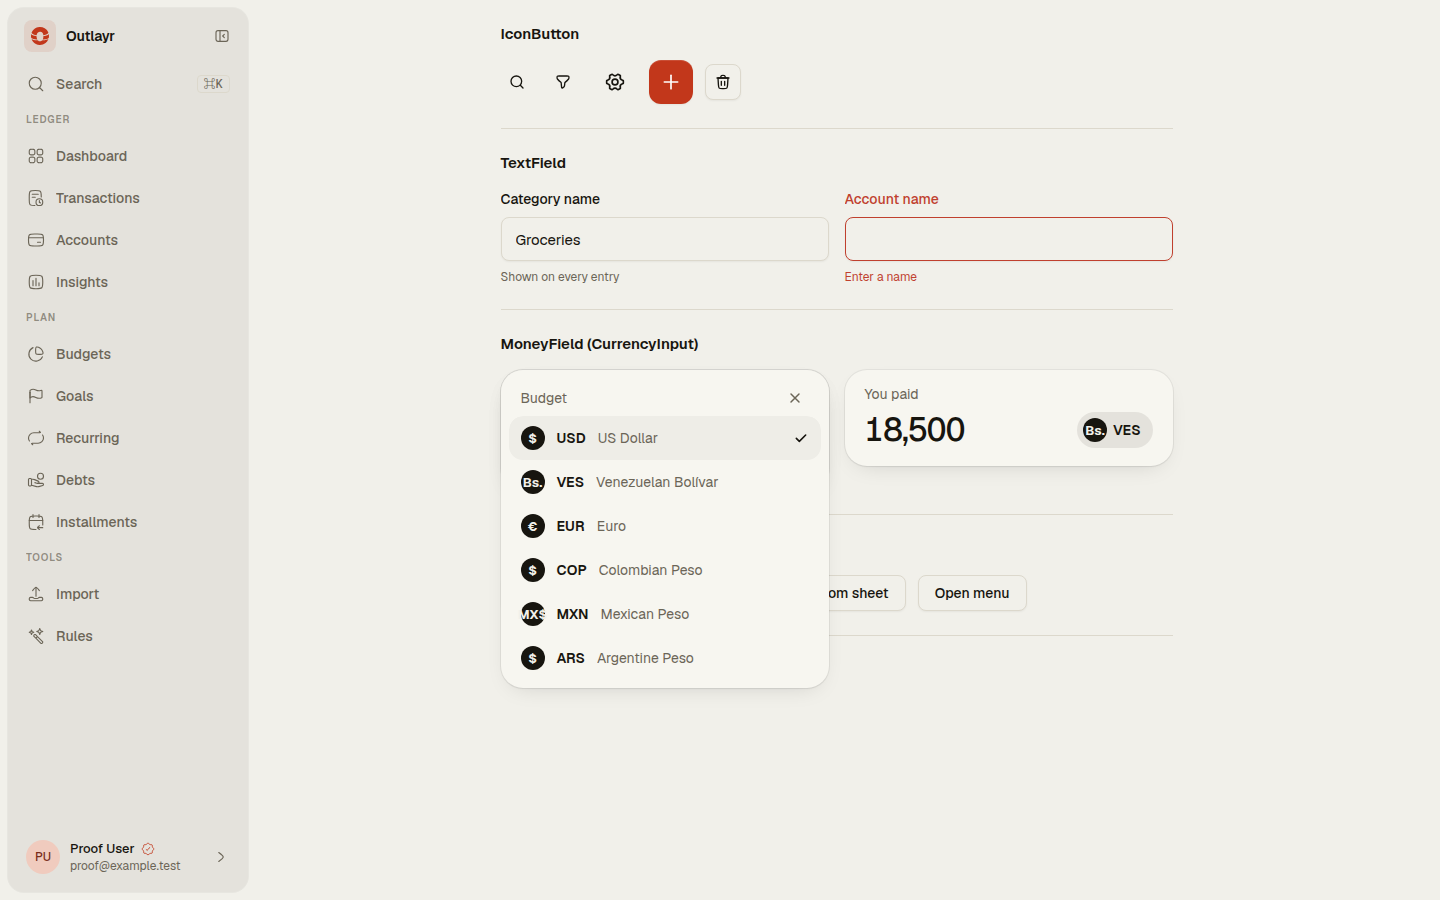 Outlayr
Search ⌘K
LEDGER
Dashboard
Transactions
Accounts
Insights
PLAN
Budgets
Goals
Recurring
Debts
Installments
TOOLS
Import
Rules
PU
Proof User
proof@example.test
IconButton
TextField
Category name
Groceries
Shown on every entry
Account name
Enter a name
MoneyField (CurrencyInput)
Budget
$ USD US Dollar
Bs. VES Venezuelan Bolívar
€ EUR Euro
$ COP Colombian Peso
MX$ MXN Mexican Peso
$ ARS Argentine Peso
You paid
18,500
Bs. VES
om sheet
Open menu